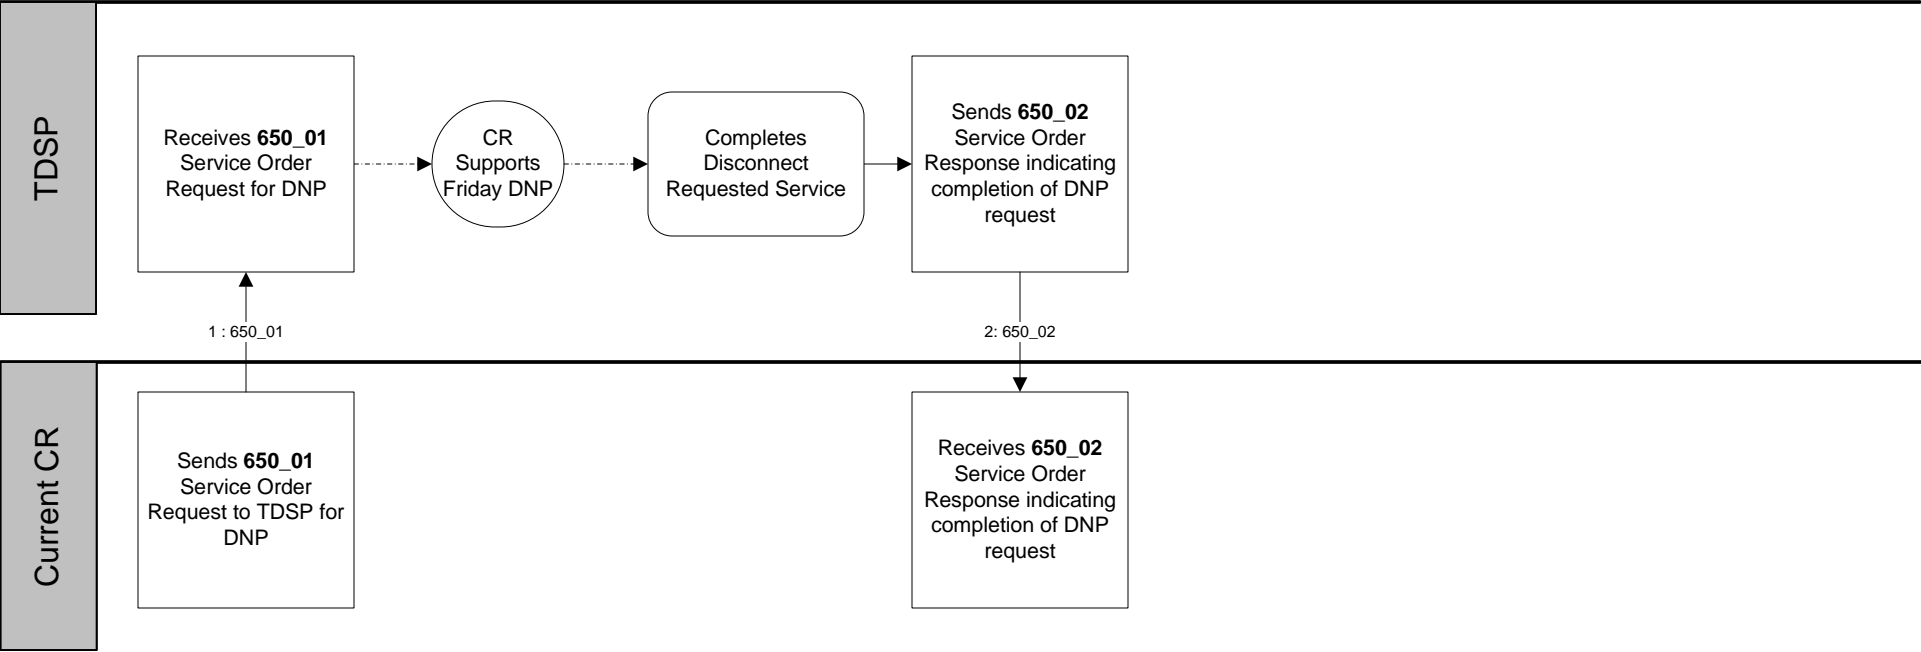 TDSP
Receives 650_01
Service Order
Request for DNP
CR
Supports
Friday DNP
Completes
Disconnect
Requested Service
Sends 650_02
Service Order
Response indicating
completion of DNP
request
1 : 650_01
2: 650_02
Current CR
Sends 650_01
Service Order
Request to TDSP for
DNP
Receives 650_02
Service Order
Response indicating
completion of DNP
request